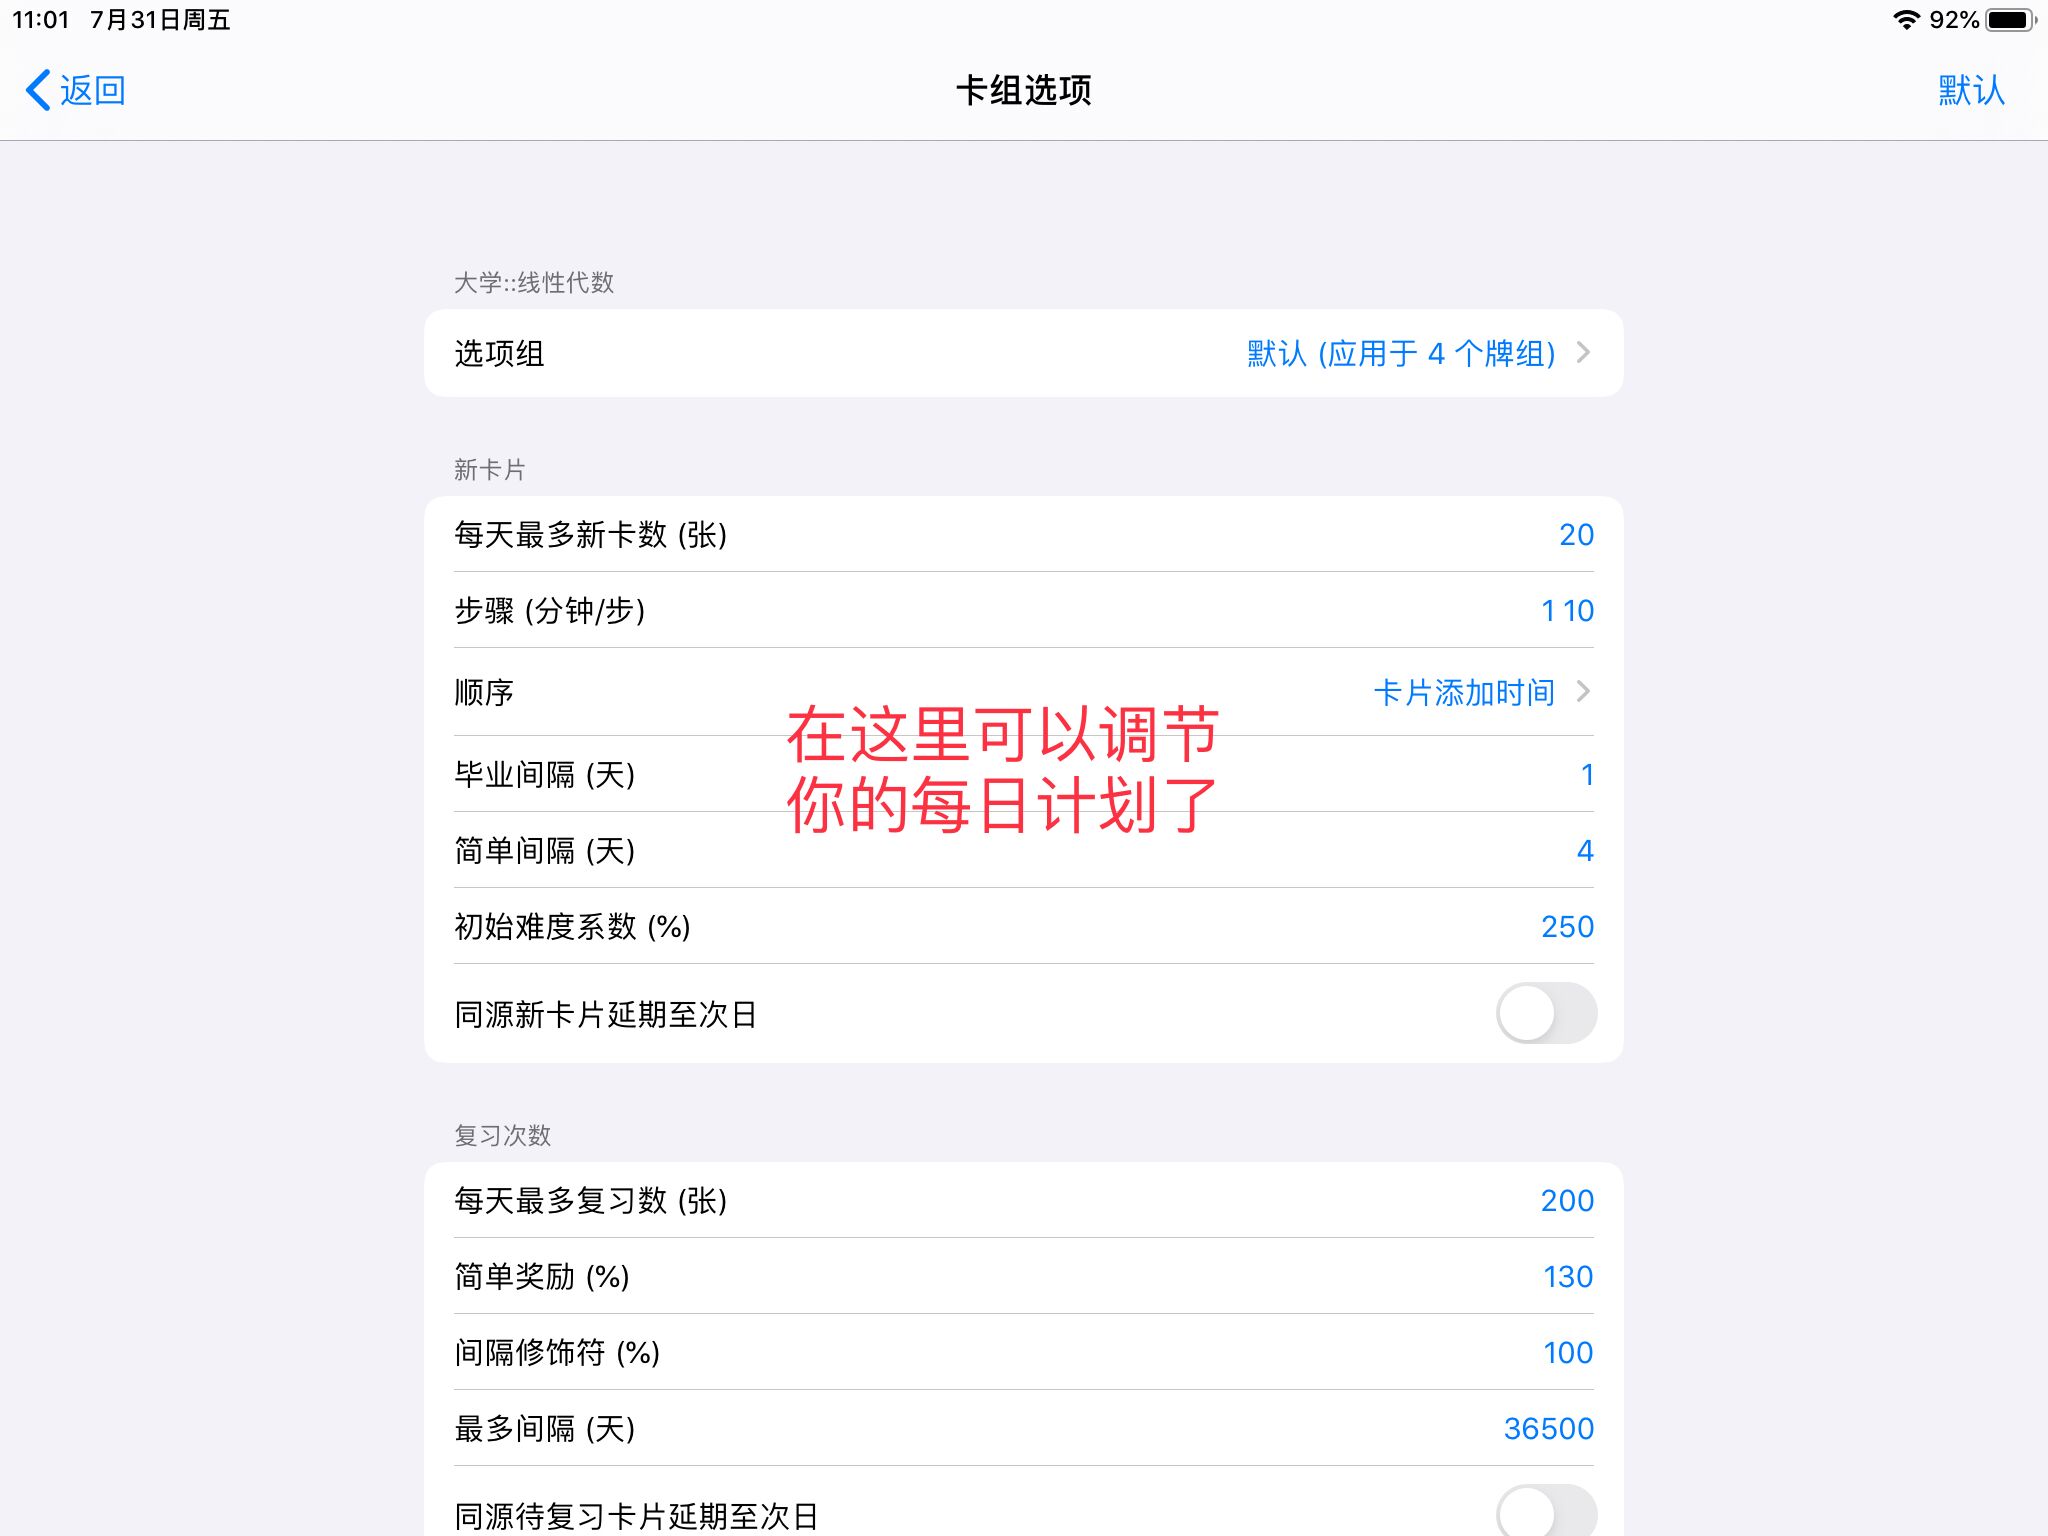 11:01 7月31日周五
92%
返回
卡组选项
默认
大学::线性代数
选项组
默认 (应用于 4 个牌组)
新卡片
每天最多新卡数 (张)
20
步骤 (分钟/步)
1 10
顺序
卡片添加时间
在这里可以调节
你的每日计划了
毕业间隔 (天)
1
简单间隔 (天)
4
初始难度系数 (%)
250
同源新卡片延期至次日
复习次数
每天最多复习数 (张)
200
简单奖励 (%)
130
间隔修饰符 (%)
100
最多间隔 (天)
36500
同源待复习卡片延期至次日